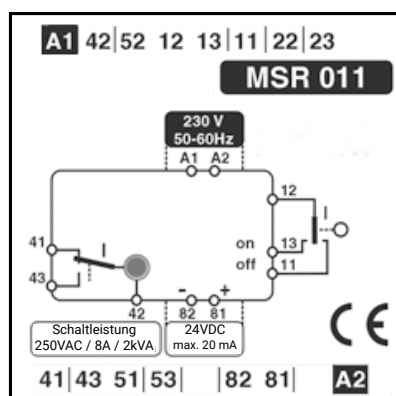 A1 42|52 12 13|11|22|23
MSR 011
230 V
50-60Hz
A1 A2
12
41
I
I
on
13
off
11
43
42
-
+
82 81
Schaltleistung
250VAC / 8A / 2kVA
24VDC
max. 20 mA
CE
41|43 51|53| |82 81| A2